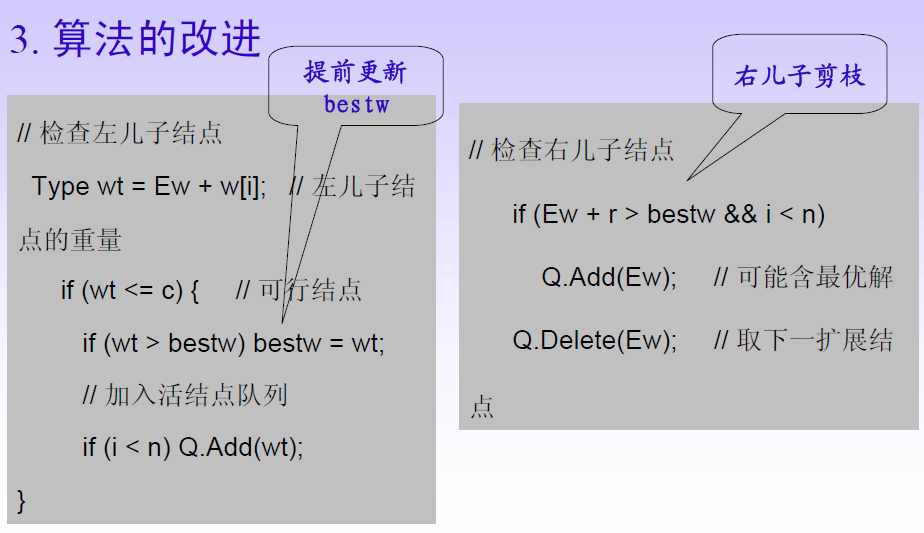 3. 算法的改进
提前更新
bestw
// 检查左儿子结点
Type wt = Ew + w[i]; // 左儿子结
点的重量
if (wt <= c) { // 可行结点
if (wt > bestw) bestw = wt;
// 加入活结点队列
if (i < n) Q.Add(wt);
}
右儿子剪枝
// 检查右儿子结点
if (Ew + r > bestw && i < n)
Q.Add(Ew); // 可能含最优解
Q.Delete(Ew); // 取下一扩展结
点